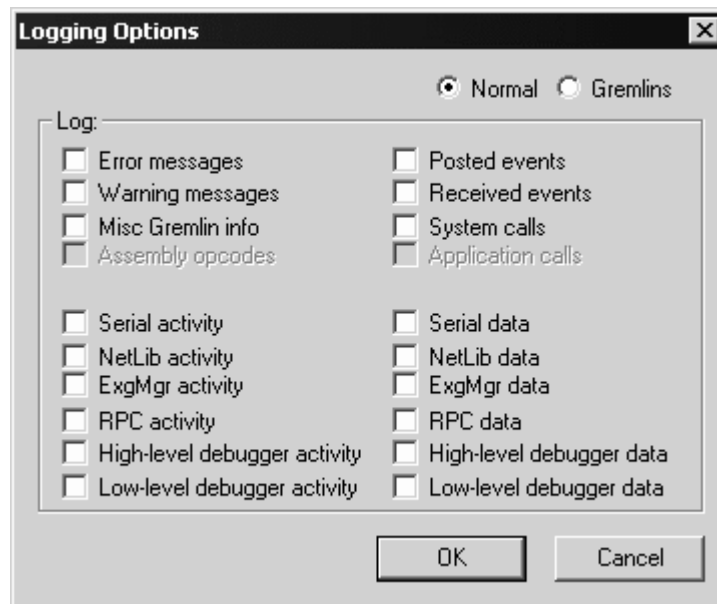 Logging Options
Normal Gremlins
Log:
Error messages Posted events
Warning messages Received events
Misc Gremlin info System calls
Assembly opcodes Application calls
Serial activity Serial data
NetLib activity NetLib data
ExgMgr activity ExgMgr data
RPC activity RPC data
High-level debugger activity High-level debugger data
Low-level debugger activity Low-level debugger data
OK Cancel